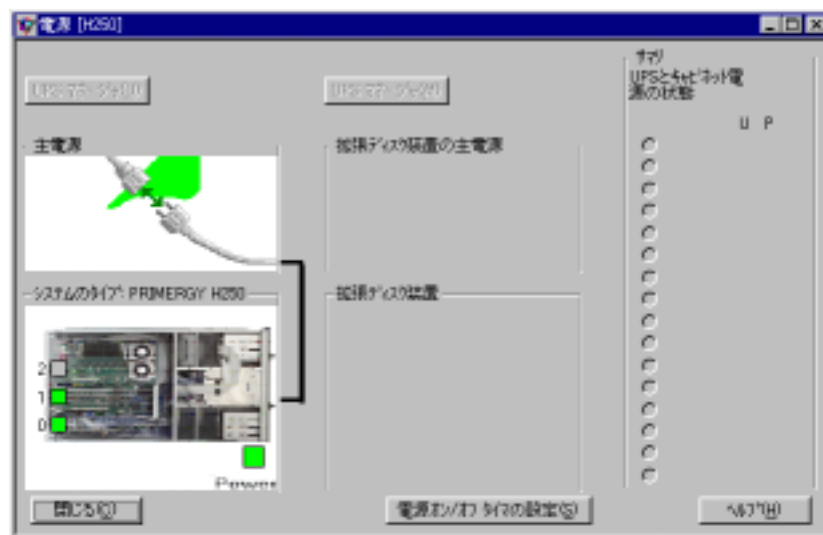 電源 [H250]
サマリ
UPSとキャビネット電
源の状態
U P
主電源
拡張ディスク装置の主電源
システムのタイプ: PRIMERGY H250
拡張ディスク装置
2
1
0
Power
閉じる(C)
電源オン/オフ タイマの設定(S)
ヘルプ(H)